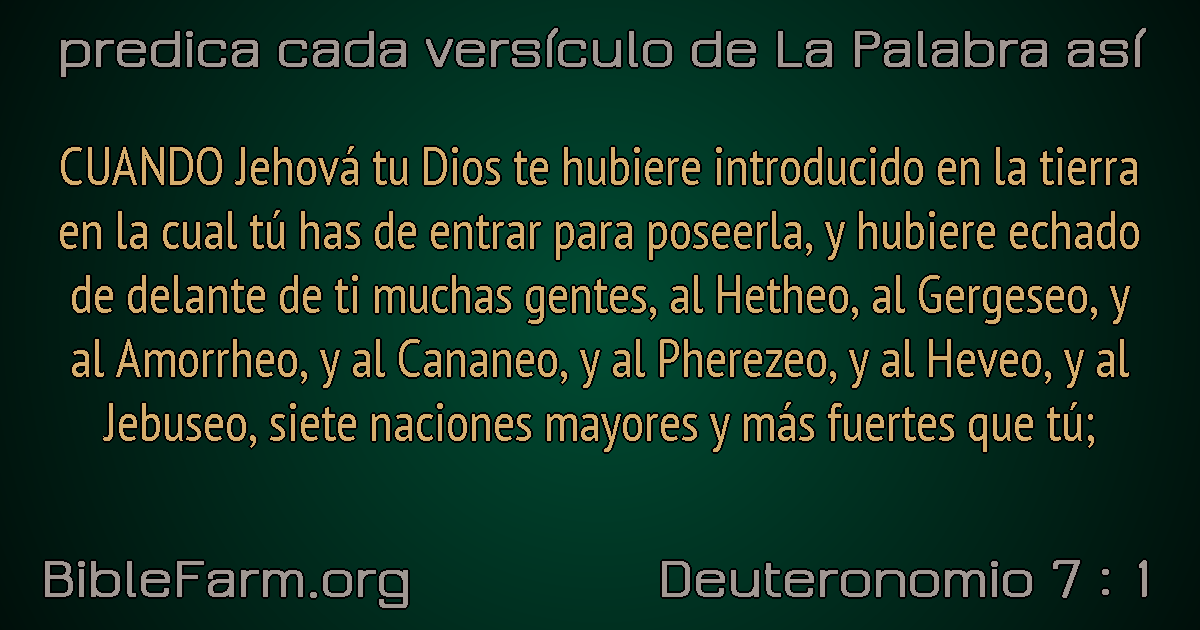 predica cada versículo de La Palabra así
CUANDO Jehová tu Dios te hubiere introducido en la tierra
en la cual tú has de entrar para poseerla, y hubiere echado
de delante de ti muchas gentes, al Hetheo, al Gergeseo, y
al Amorrheo, y al Cananeo, y al Pherezeo, y al Heveo, y al
Jebuseo, siete naciones mayores y más fuertes que tú;
BibleFarm.org
Deuteronomio 7 : 1